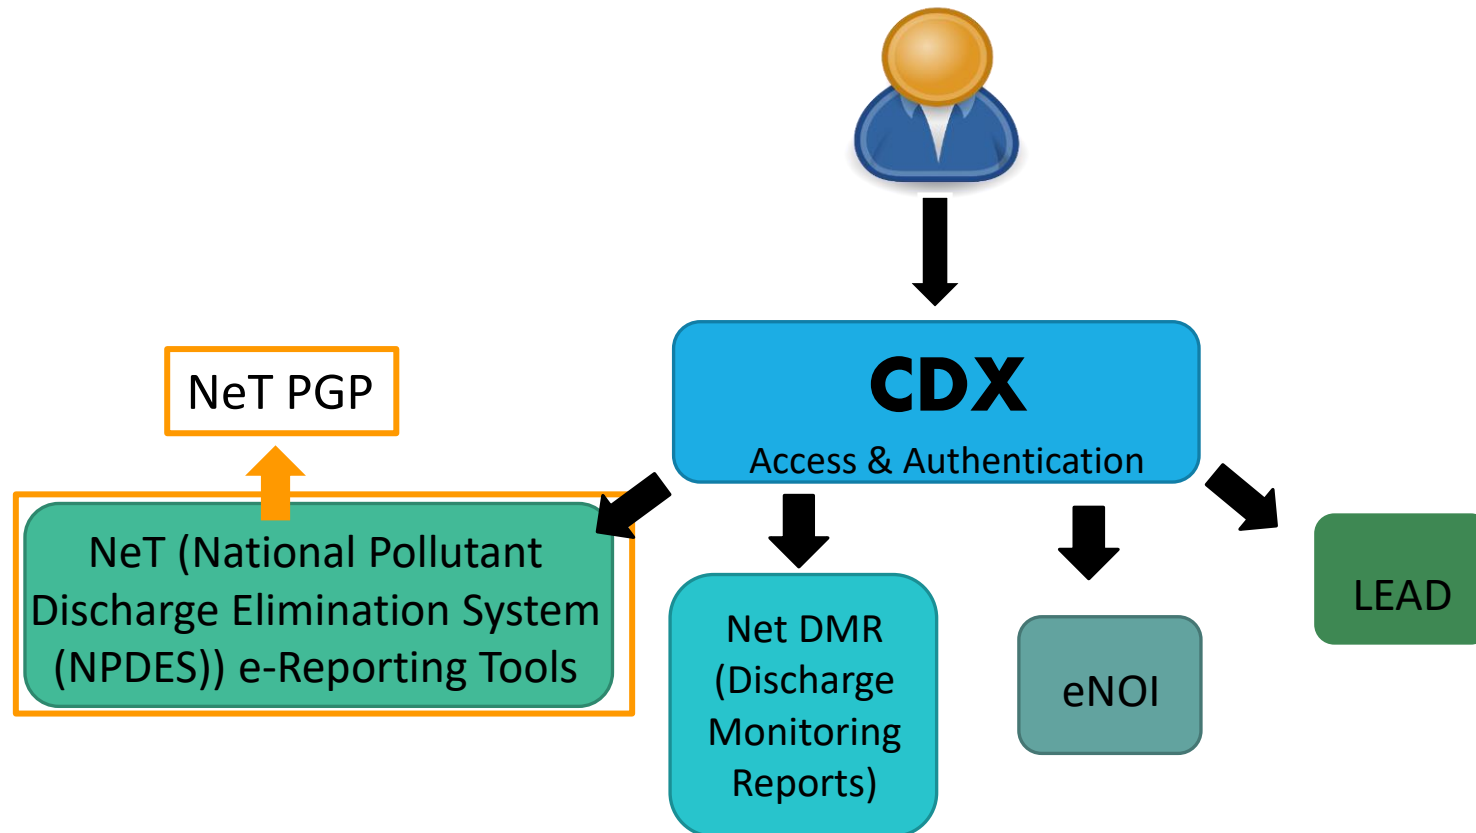 CDX
Access & Authentication
NeT PGP
NeT (National Pollutant
Discharge Elimination System
(NPDES)) e-Reporting Tools
Net DMR
(Discharge
Monitoring
Reports)
eNOI
LEAD